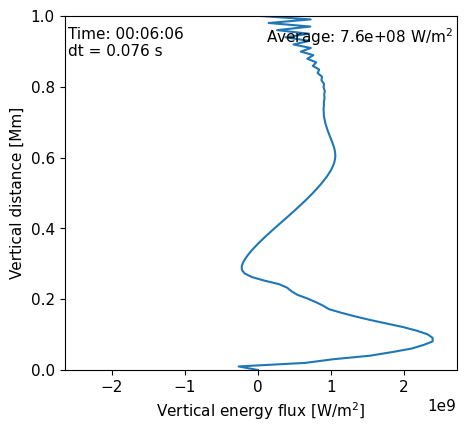 Time: 00:06:06
dt = 0.076 s
Average: 7.6e+08 W/m²
Vertical distance [Mm]
1.0
0.8
0.6
0.4
0.2
0.0
−2
−1
0
1
2
1e9
Vertical energy flux [W/m²]